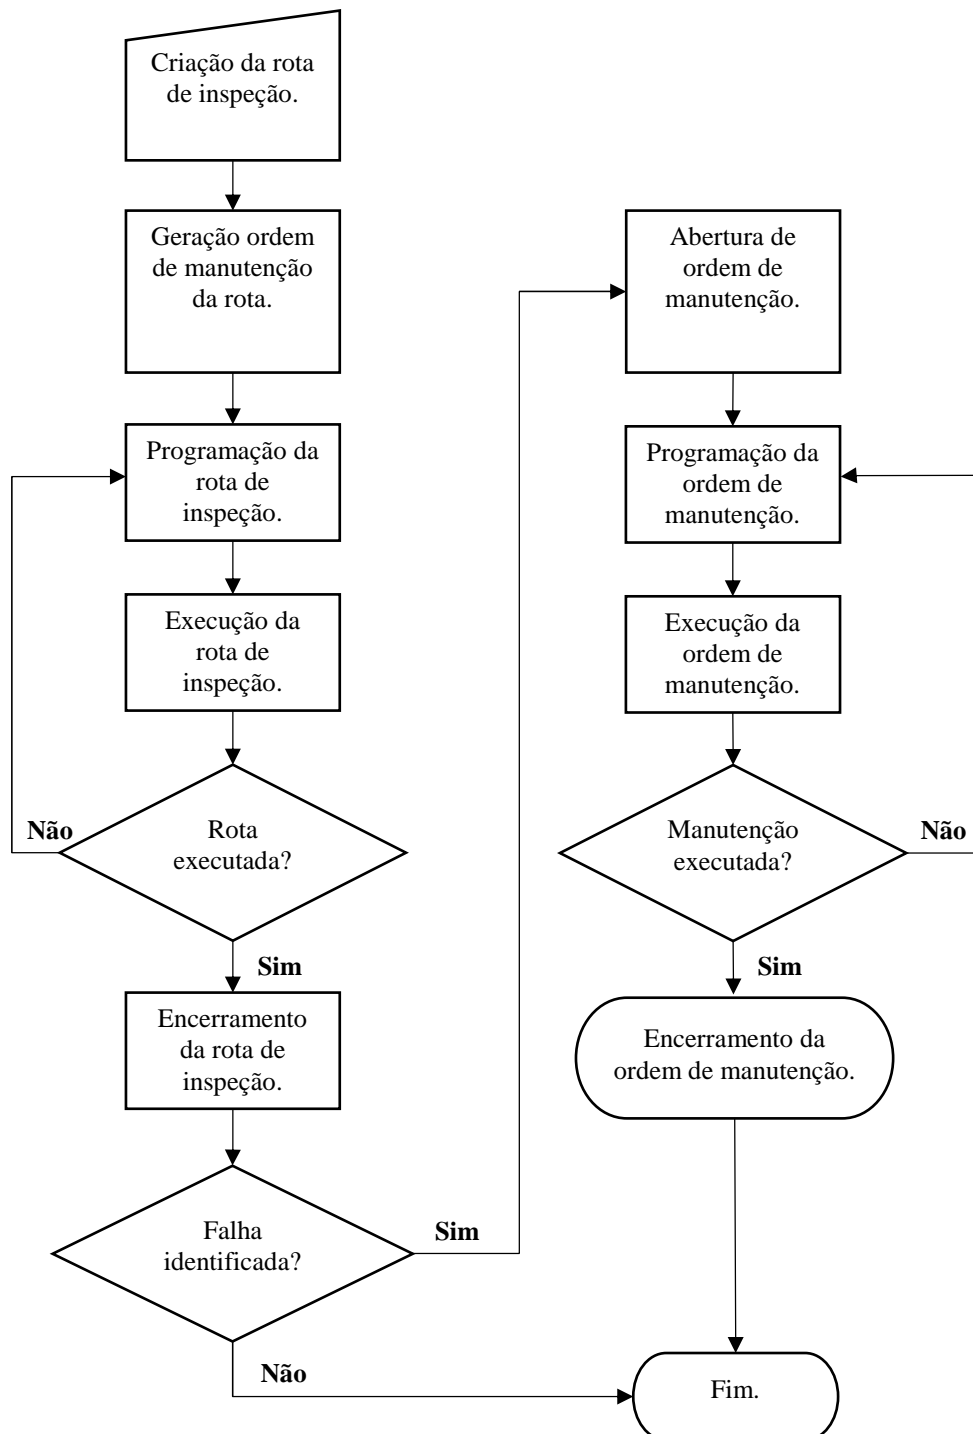 Criação da rota
de inspeção.
Geração ordem
de manutenção
da rota.
Programação da
rota de
inspeção.
Execução da
rota de
inspeção.
Não
Rota
executada?
Sim
Encerramento
da rota de
inspeção.
Falha
identificada?
Sim
Não
Abertura de
ordem de
manutenção.
Programação da
ordem de
manutenção.
Execução da
ordem de
manutenção.
Manutenção
executada?
Não
Sim
Encerramento da
ordem de manutenção.
Fim.